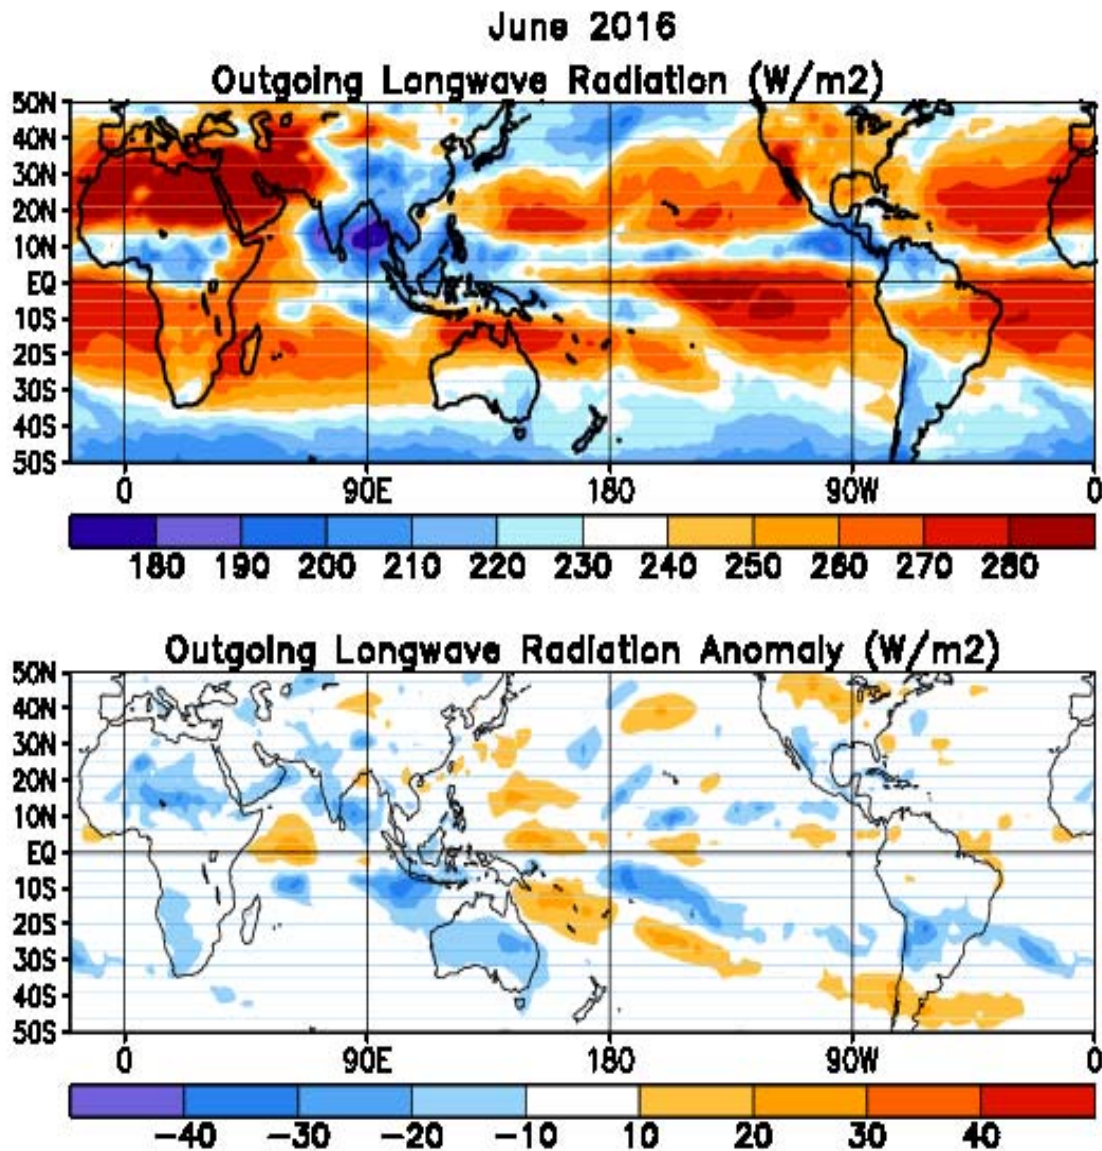 June 2016
Outgoing Longwave Radiation (W/m2)
50N
40N
30N
20N
10N
EQ
10S
20S
30S
40S
50S
0 90E 180 90W 0
180 190 200 210 220 230 240 250 260 270 280
Outgoing Longwave Radiation Anomaly (W/m2)
50N
40N
30N
20N
10N
EQ
10S
20S
30S
40S
50S
0 90E 180 90W 0
-40 -30 -20 -10 10 20 30 40